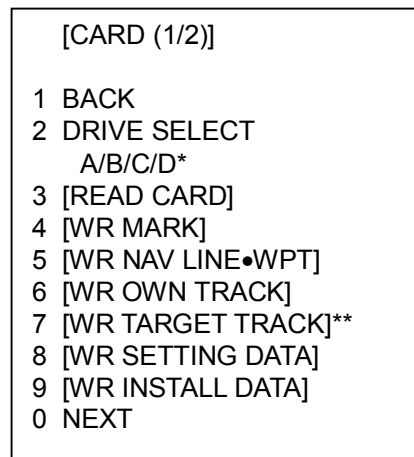 [CARD (1/2)]
1 BACK
2 DRIVE SELECT
A/B/C/D*
3 [READ CARD]
4 [WR MARK]
5 [WR NAV LINE●WPT]
6 [WR OWN TRACK]
7 [WR TARGET TRACK]**
8 [WR SETTING DATA]
9 [WR INSTALL DATA]
0 NEXT